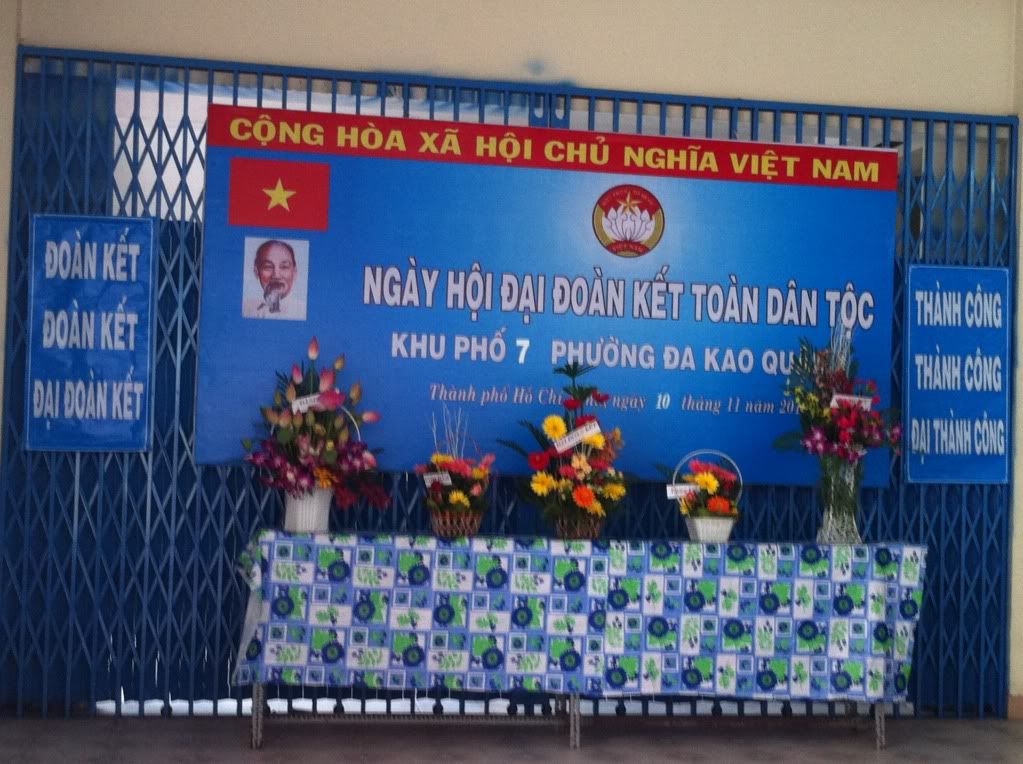 CỘNG HÒA XÃ HỘI CHỦ NGHĨA VIỆT NAM
VIỆT NAM
NGÀY HỘI ĐẠI ĐOÀN KẾT TOÀN DÂN TỘC
KHU PHỐ 7 PHƯỜNG ĐA KAO
Thành phố Hồ Chí ngày 10 tháng 11 năm
ĐOÀN KẾT
ĐOÀN KẾT
ĐẠI ĐOÀN KẾT
THÀNH CÔNG
THÀNH CÔNG
ĐẠI THÀNH CÔNG